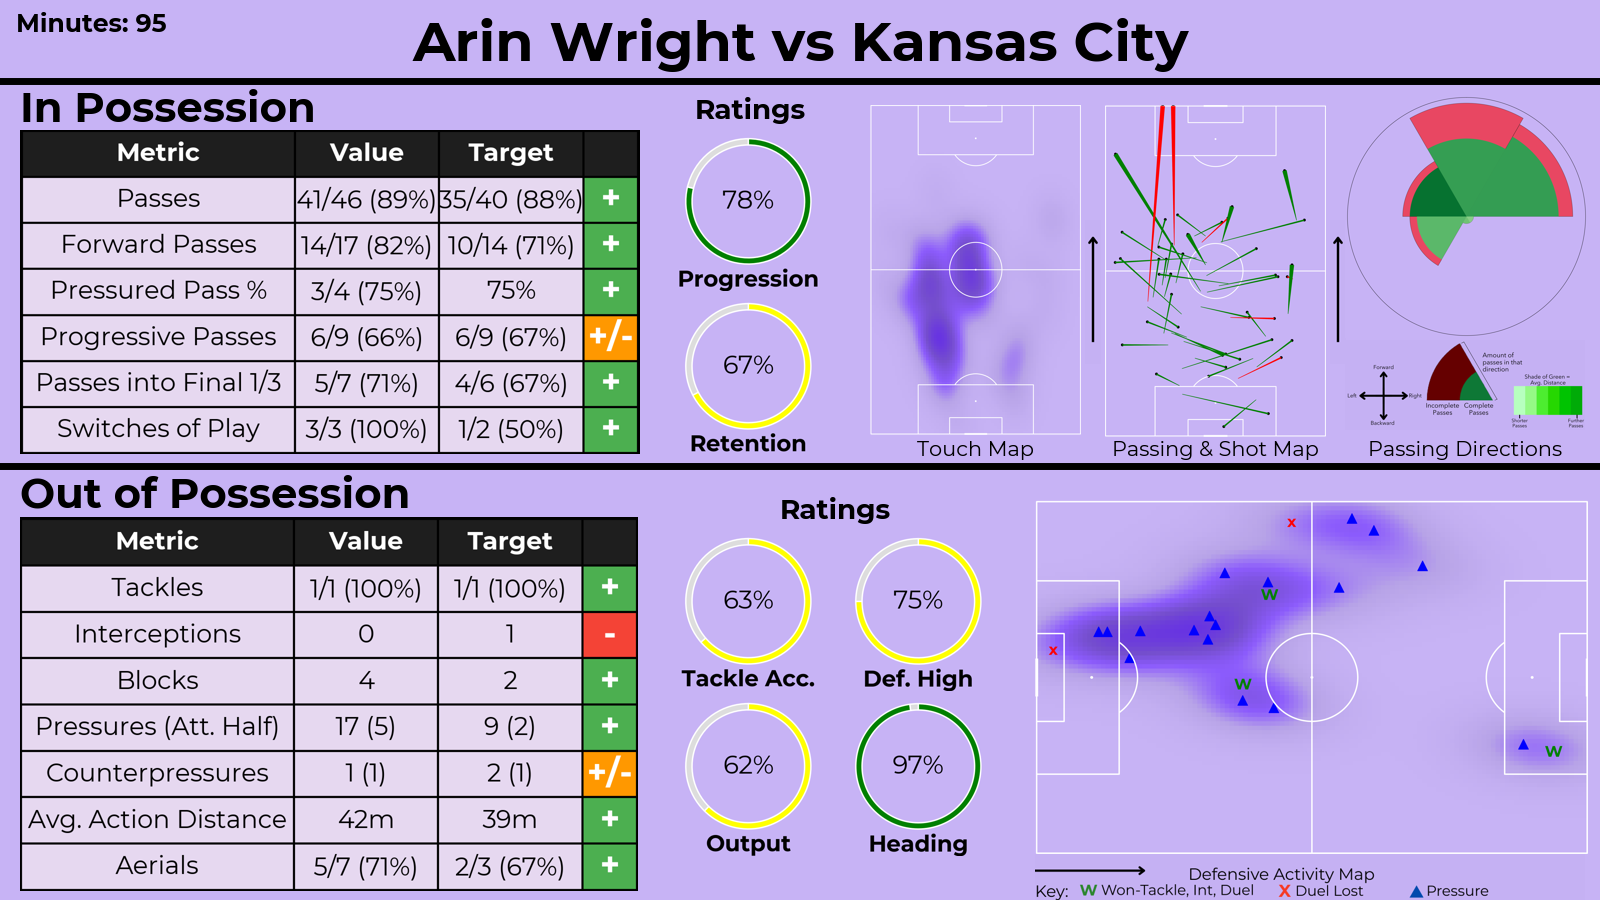 Minutes: 95
Arin Wright vs Kansas City
In Possession
Metric Value Target
Passes 41/46 (89%) 35/40 (88%) +
Forward Passes 14/17 (82%) 10/14 (71%) +
Pressured Pass % 3/4 (75%) 75% +
Progressive Passes 6/9 (66%) 6/9 (67%) +/-
Passes into Final 1/3 5/7 (71%) 4/6 (67%) +
Switches of Play 3/3 (100%) 1/2 (50%) +
Ratings
78%
Progression
67%
Retention
Touch Map
Passing & Shot Map
Forward
Left
Right
Backward
Amount of
passes in that
direction
Incomplete
Passes
Complete
Passes
Shade of Green =
Avg. Distance
Shorter
Passes
Further
Passes
Passing Directions
Out of Possession
Metric Value Target
Tackles 1/1 (100%) 1/1 (100%) +
Interceptions 0 1 -
Blocks 4 2 +
Pressures (Att. Half) 17 (5) 9 (2) +
Counterpressures 1 (1) 2 (1) +/-
Avg. Action Distance 42m 39m +
Aerials 5/7 (71%) 2/3 (67%) +
Ratings
63%
Tackle Acc.
75%
Def. High
62%
Output
97%
Heading
x
W
x
W
W
Defensive Activity Map
Key: W Won-Tackle, Int, Duel X Duel Lost Pressure